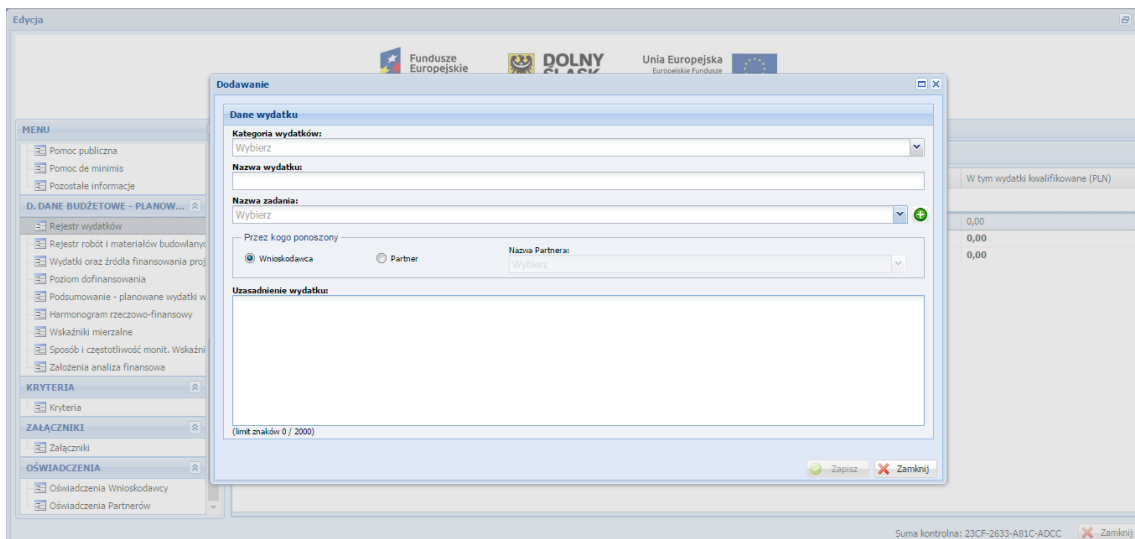 Edycja
Fundusze
Europejskie
DOLNY
ŚLĄSK
Unia Europejska
Europejskie Fundusze
Dodawanie
Dane wydatku
Kategoria wydatków:
Wybierz
Nazwa wydatku:
Nazwa zadania:
Wybierz
Przez kogo ponoszony
Wnioskodawca
Partner
Nazwa Partnera:
Wybierz
Uzasadnienie wydatku:
(limit znaków 0 / 2000)
Zapisz
Zamknij
MENU
Pomoc publiczna
Pomoc de minimis
Pozostałe informacje
D. DANE BUDŻETOWE - PLANOW...
Rejestr wydatków
Rejestr robót i materiałów budowlanyc
Wydatki oraz źródła finansowania proj
Poziom dofinansowania
Podsumowanie - planowane wydatki w
Harmonogram rzeczowo-finansowy
Wskaźniki mierzalne
Sposób i częstotliwość monit. Wskaźni
Założenia analiza finansowa
KRYTERIA
Kryteria
ZAŁĄCZNIKI
Załączniki
OŚWIADCZENIA
Oświadczenia Wnioskodawcy
Oświadczenia Partnerów
W tym wydatki kwalifikowane (PLN)
0,00
0,00
0,00
Suma kontrolna: 23CF-2633-A81C-ADCC
Zamknij